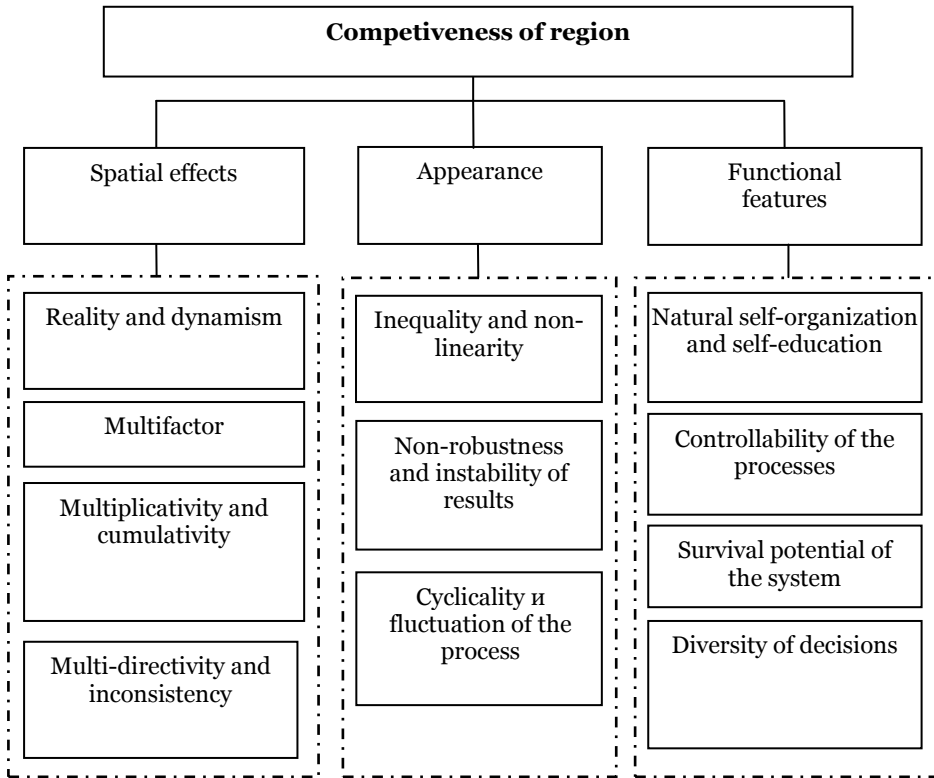 Competiveness of region
Spatial effects
Appearance
Functional
features
Reality and dynamism
Multifactor
Multiplicativity and
cumulativity
Multi-directivity and
inconsistency
Inequality and non-
linearity
Non-robustness
and instability of
results
Cyclicality и
fluctuation of the
process
Natural self-organization
and self-education
Controllability of the
processes
Survival potential of
the system
Diversity of decisions